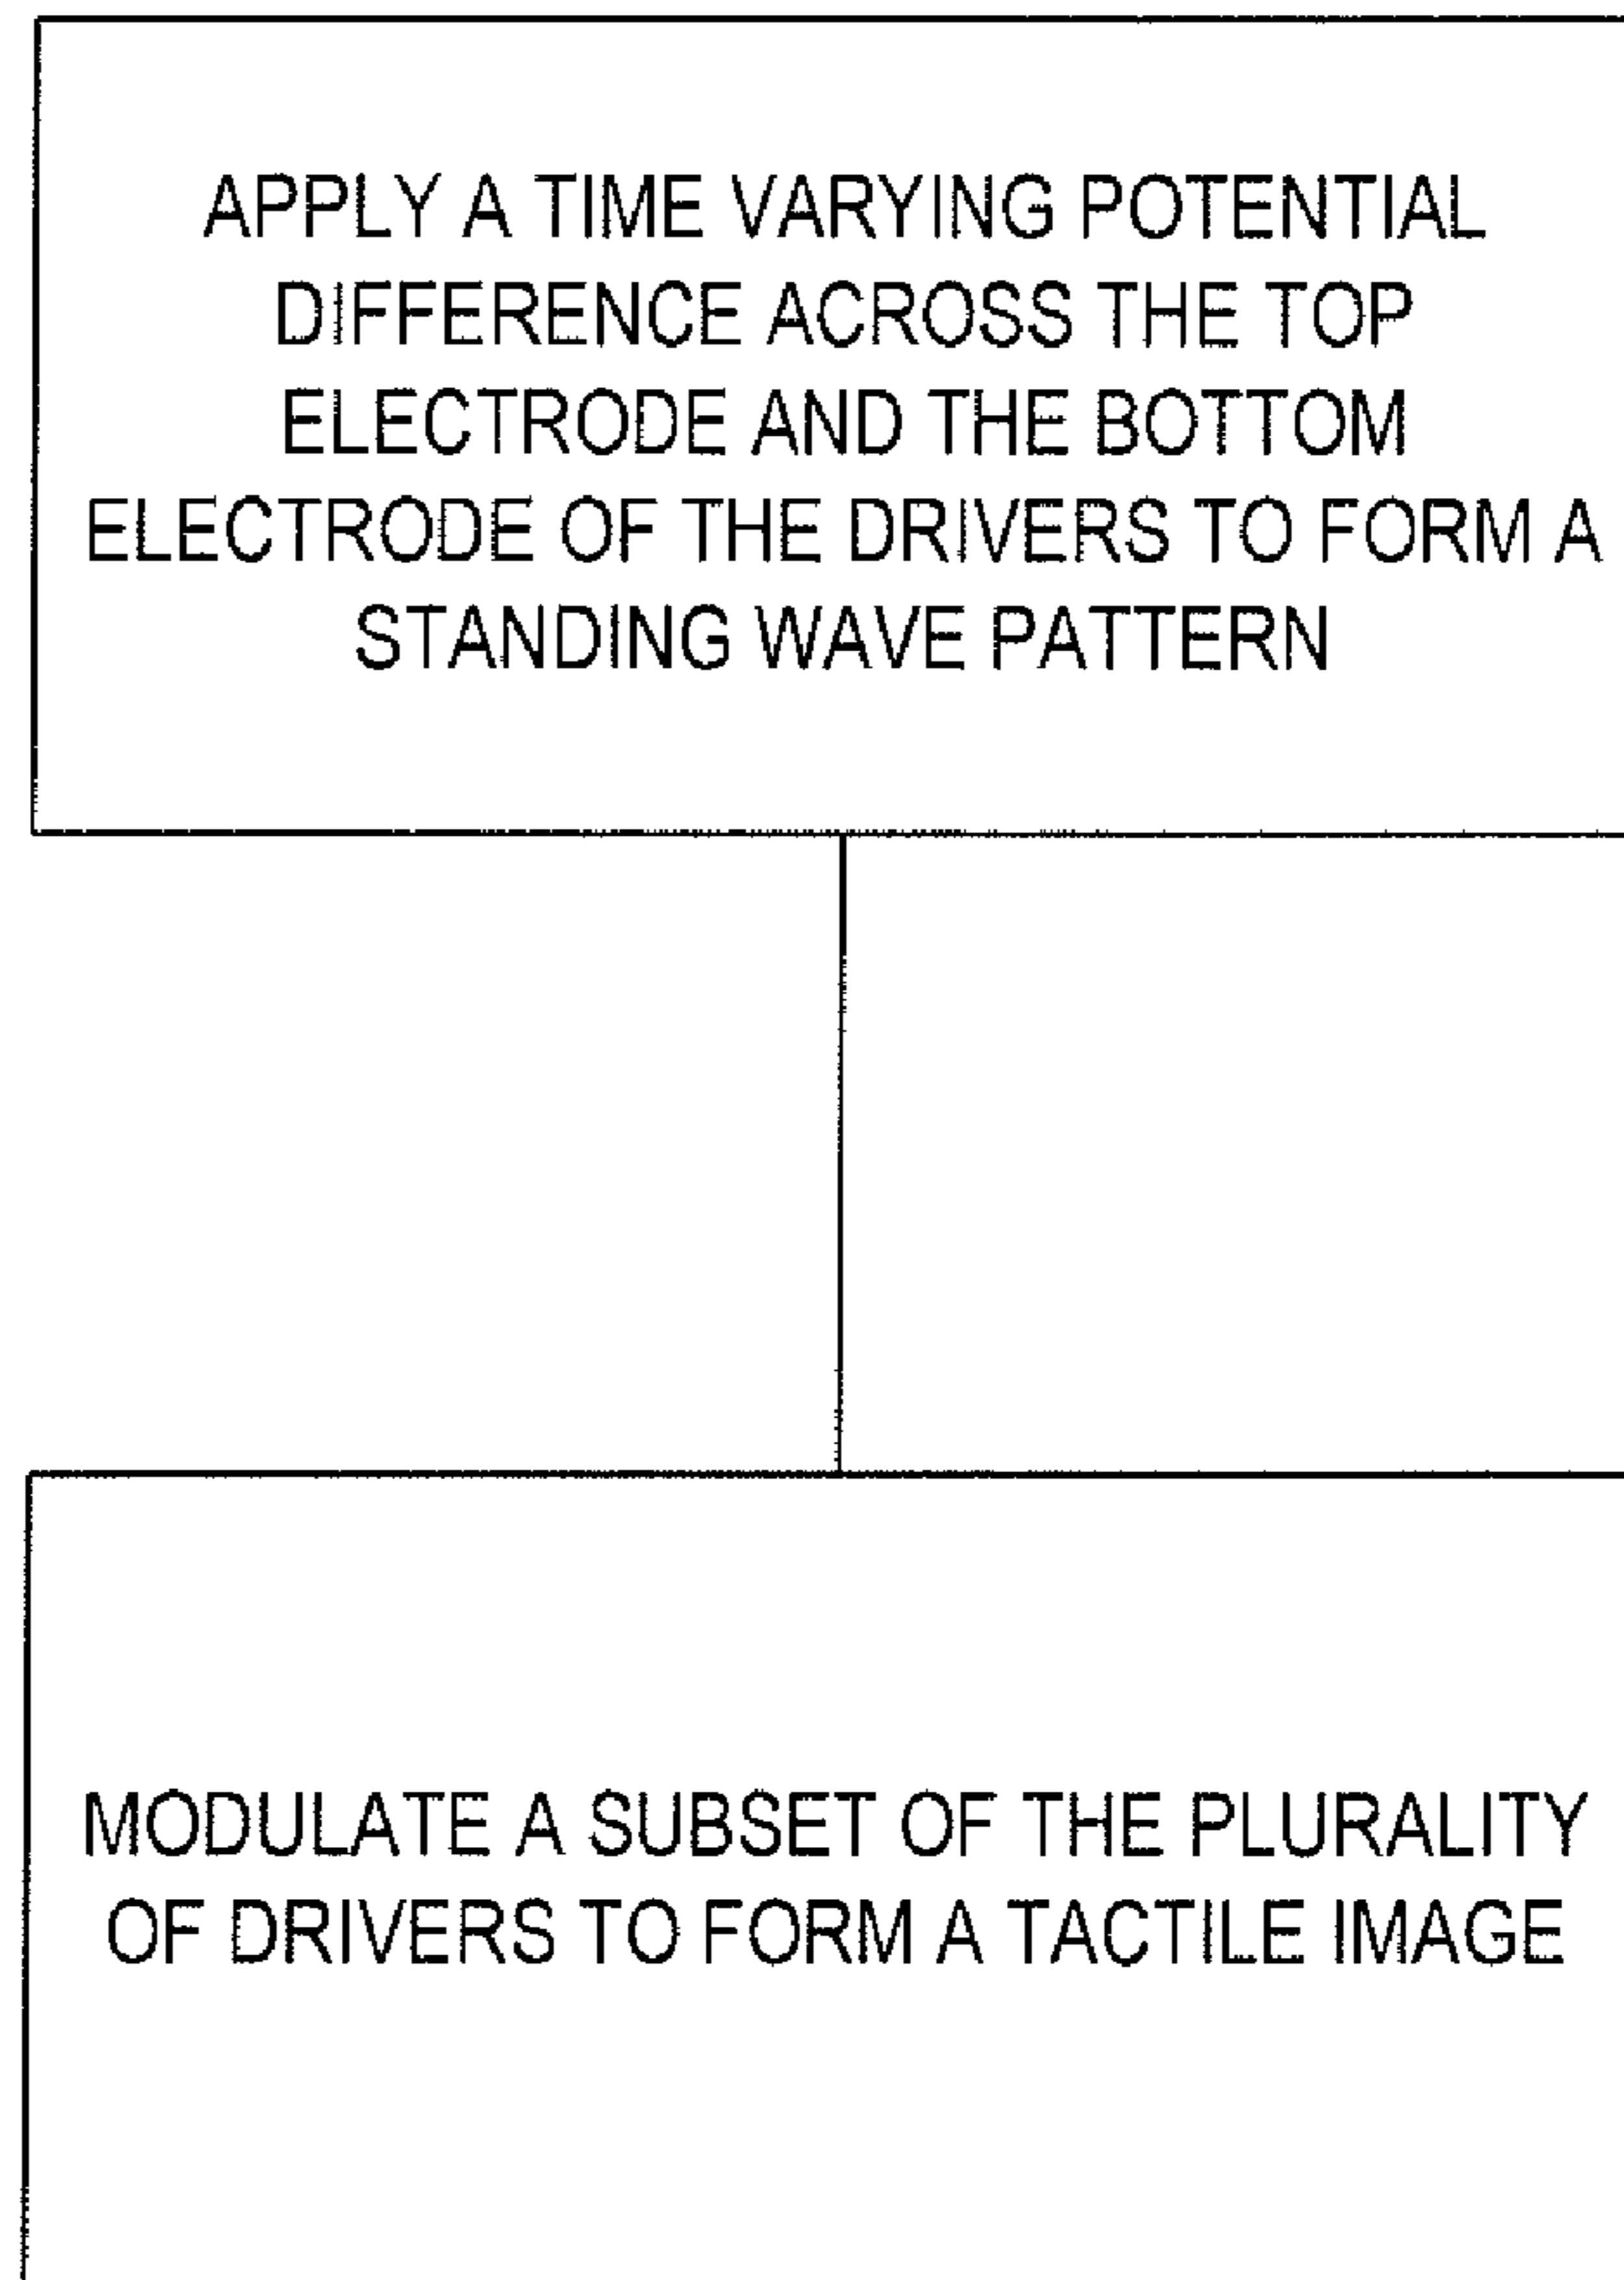 APPLY A TIME VARYING POTENTIAL
DIFFERENCE ACROSS THE TOP
ELECTRODE AND THE BOTTOM
ELECTRODE OF THE DRIVERS TO FORM A
STANDING WAVE PATTERN
MODULATE A SUBSET OF THE PLURALITY
OF DRIVERS TO FORM A TACTILE IMAGE